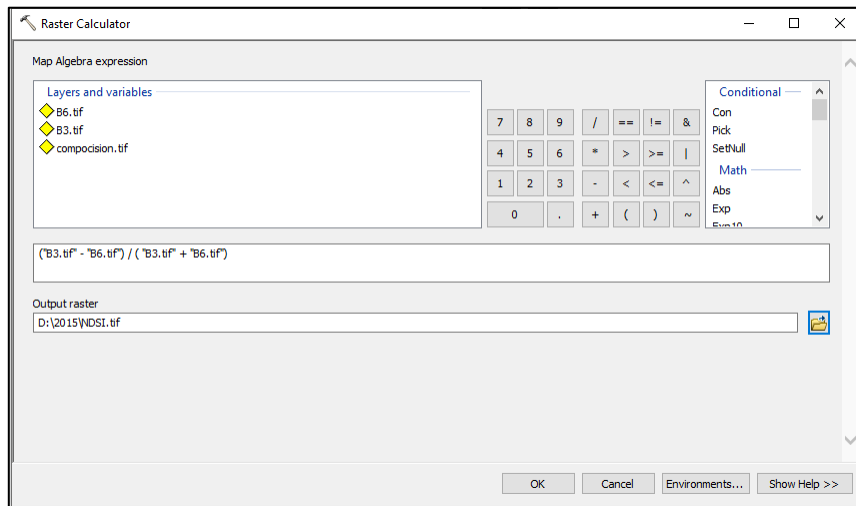 Raster Calculator
Map Algebra expression
Layers and variables
B6.tif
B3.tif
compocision.tif
7 8 9 / == != &
4 5 6 * > >= |
1 2 3 - < <= ^
0 . + ( ) ~
Conditional
Con
Pick
SetNull
Math
Abs
Exp
Exp10
("B3.tif" - "B6.tif") / ( "B3.tif" + "B6.tif")
Output raster
D:\2015\NDSI.tif
OK Cancel Environments... Show Help >>